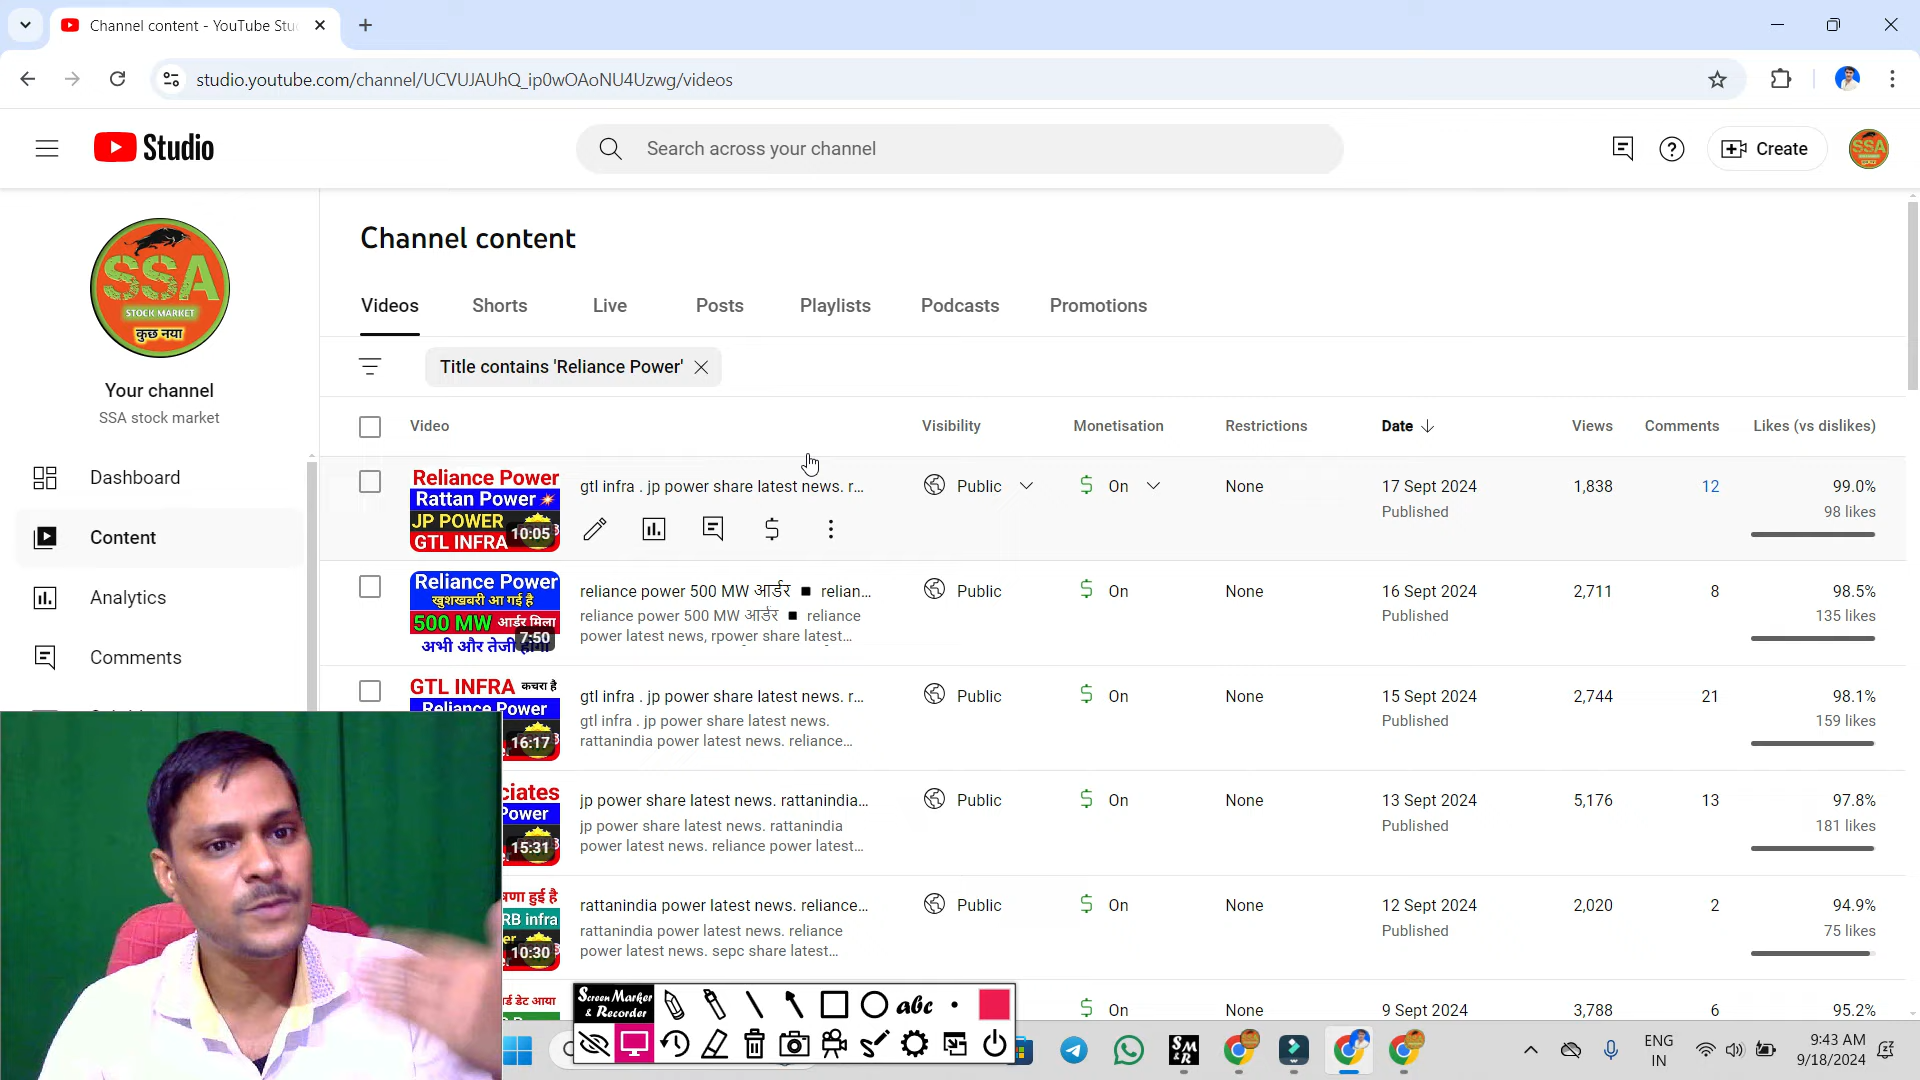 Channel content - YouTube Stu
studio.youtube.com/channel/UCVUJAUhQ_ip0wOAoNU4Uzwg/videos
Studio
Search across your channel
Create
SSA
SSA
STOCK MARKET
कुछ नया
Your channel
SSA stock market
Dashboard
Content
Analytics
Comments
Channel content
Videos Shorts Live Posts Playlists Podcasts Promotions
Title contains 'Reliance Power'
Video Visibility Monetisation Restrictions Date Views Comments Likes (vs dislikes)
Reliance Power
Rattan Power
JP POWER
GTL INFRA
10:05
gtl infra . jp power share latest news. r...
Public On None 17 Sept 2024 1,838 12 99.0%
Published 98 likes
Reliance Power
खुशखबरी आ गई है
500 MW आर्डर मिला
अभी और तेजी होगा
7:50
reliance power 500 MW आर्डर ◾ relian...
reliance power 500 MW आर्डर ◾ reliance
power latest news, rpower share latest...
Public On None 16 Sept 2024 2,711 8 98.5%
Published 135 likes
GTL INFRA कचरा है
Reliance Power
16:17
gtl infra . jp power share latest news. r...
gtl infra . jp power share latest news.
rattanindia power latest news. reliance...
Public On None 15 Sept 2024 2,744 21 98.1%
Published 159 likes
ciates
Power
15:31
jp power share latest news. rattanindia...
jp power share latest news. rattanindia
power latest news. reliance power latest...
Public On None 13 Sept 2024 5,176 13 97.8%
Published 181 likes
षणा हुई है
RB infra
10:30
rattanindia power latest news. reliance...
rattanindia power latest news. reliance
power latest news. sepc share latest...
Public On None 12 Sept 2024 2,020 2 94.9%
Published 75 likes
र्ड डेट आया
On None 9 Sept 2024 3,788 6 95.2%
Screen Marker
& Recorder
abc
SM
&R
ENG
IN
9:43 AM
9/18/2024